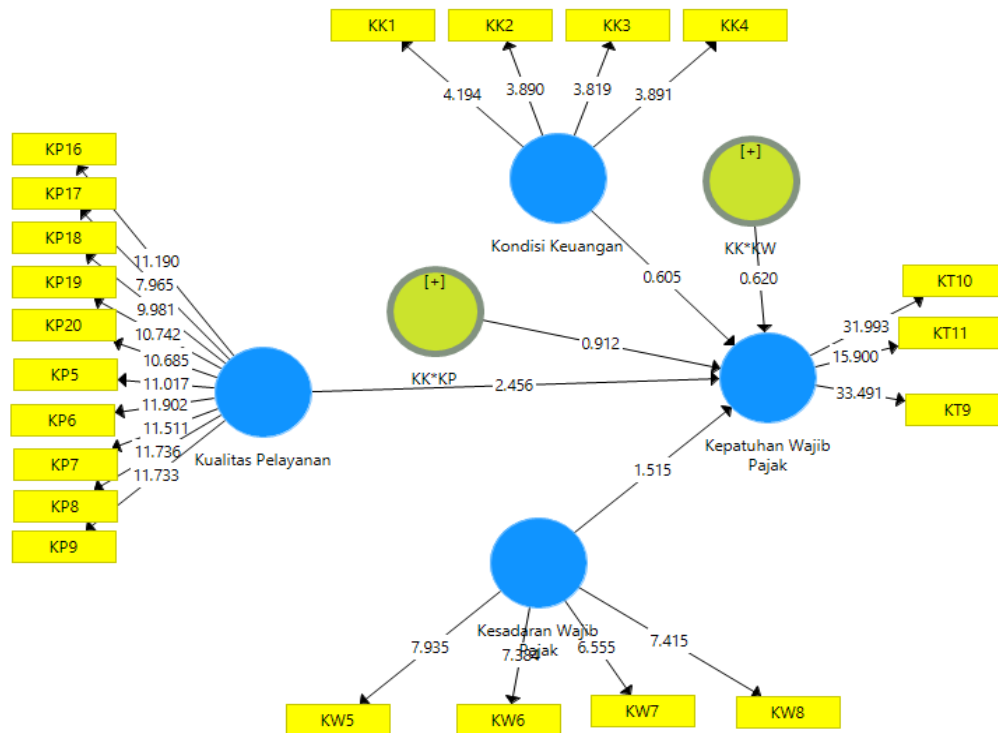 KK1
KK2
KK3
KK4
4.194
3.890
3.819
3.891
KP16
KP17
KP18
KP19
KP20
KP5
KP6
KP7
KP8
KP9
11.190
7.965
9.981
10.742
10.685
11.017
11.902
11.511
11.736
11.733
Kualitas Pelayanan
Kondisi Keuangan
[+]
KK*KW
0.605
0.620
[+]
KK*KP
0.912
2.456
1.515
Kepatuhan Wajib
Pajak
31.993
15.900
33.491
KT10
KT11
KT9
Kesadaran Wajib
Pajak
7.935
7.384
6.555
7.415
KW5
KW6
KW7
KW8